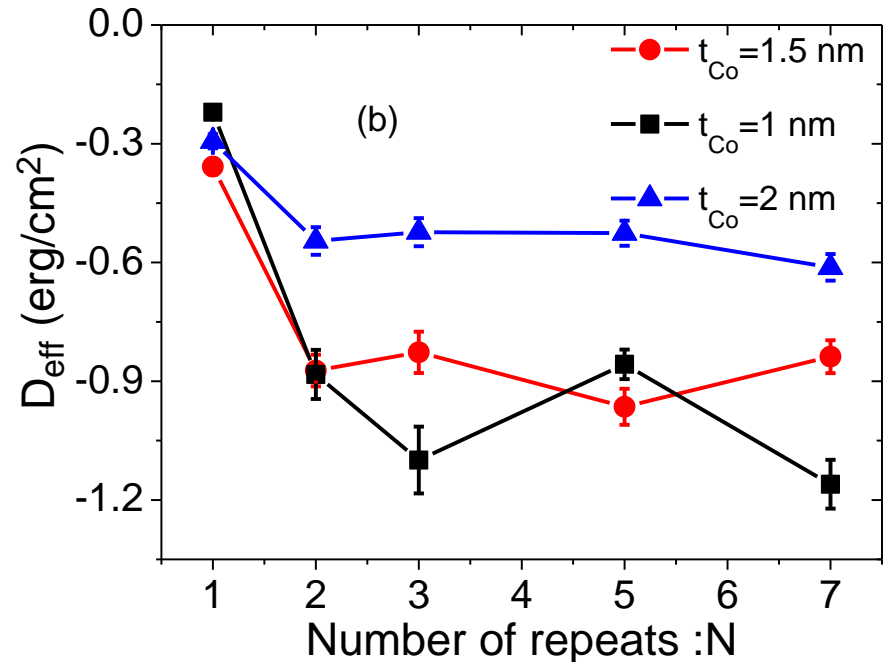 0.0
-0.3
-0.6
-0.9
-1.2
D_eff (erg/cm²)
(b)
t_Co=1.5 nm
t_Co=1 nm
t_Co=2 nm
1 2 3 4 5 6 7
Number of repeats :N